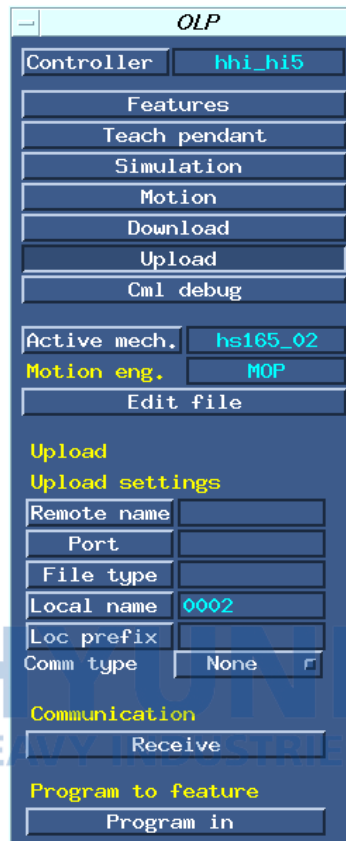 OLP
Controller hhi_hi5
Features
Teach pendant
Simulation
Motion
Download
Upload
Cml debug
Active mech. hs165_02
Motion eng. MOP
Edit file
Upload
Upload settings
Remote name
Port
File type
Local name 0002
Loc prefix
Comm type None
Communication
Receive
Program to feature
Program in